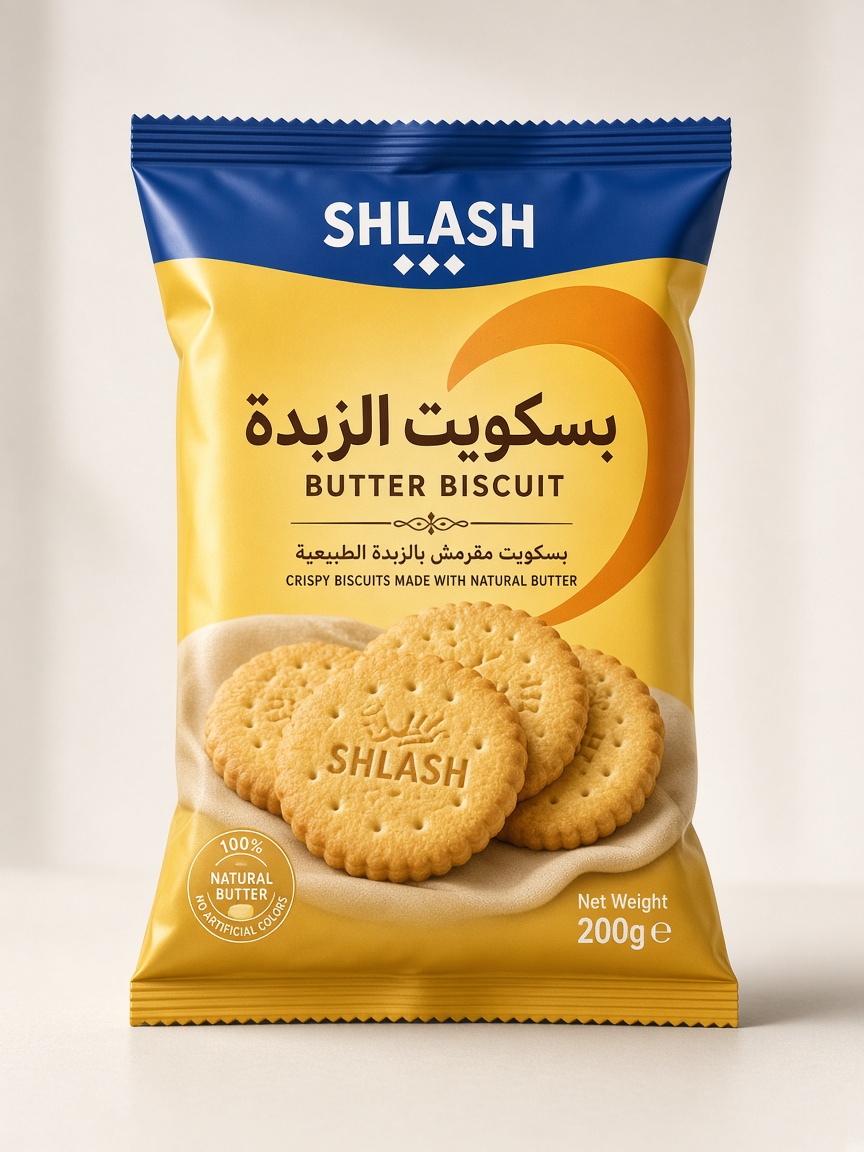 SHLASH
بسكويت الزبدة
BUTTER BISCUIT
بسكويت مقرمش بالزبدة الطبيعية
CRISPY BISCUITS MADE WITH NATURAL BUTTER
SHLASH
100%
NATURAL
BUTTER
NO ARTIFICIAL COLORS
Net Weight
200g ℮